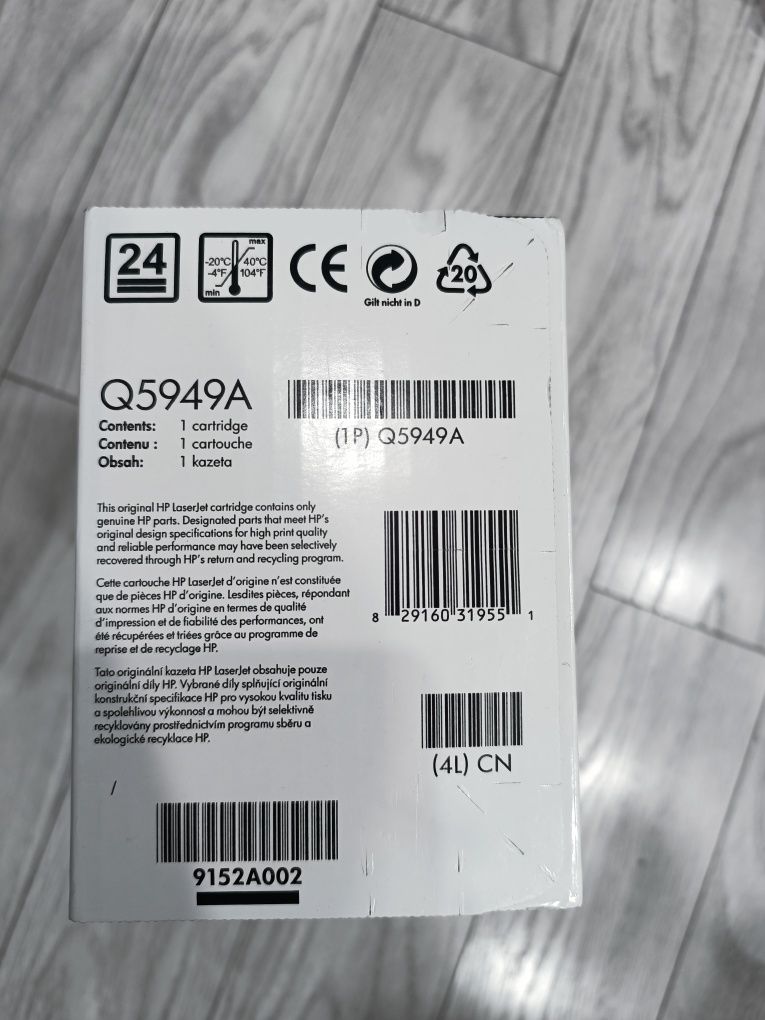 24
max
-20°C 40°C
-4°F 104°F
min
CE
Gilt nicht in D
20
Q5949A
Contents: 1 cartridge
Contenu : 1 cartouche
Obsah: 1 kazeta
(1P) Q5949A
This original HP LaserJet cartridge contains only
genuine HP parts. Designated parts that meet HP's
original design specifications for high print quality
and reliable performance may have been selectively
recovered through HP's return and recycling program.
Cette cartouche HP LaserJet d'origine n'est constituée
que de pièces HP d'origine. Lesdites pièces, répondant
aux normes HP d'origine en termes de qualité
d'impression et de fiabilité des performances, ont
été récupérées et triées grâce au programme de
reprise et de recyclage HP.
Tato originální kazeta HP LaserJet obsahuje pouze
originální díly HP. Vybrané díly splňující originální
konstrukční specifikace HP pro vysokou kvalitu tisku
a spolehlivou výkonnost a mohou být selektivně
recyklovány prostřednictvím programu sběru a
ekologické recyklace HP.
8 29160 31955 1
(4L) CN
9152A002